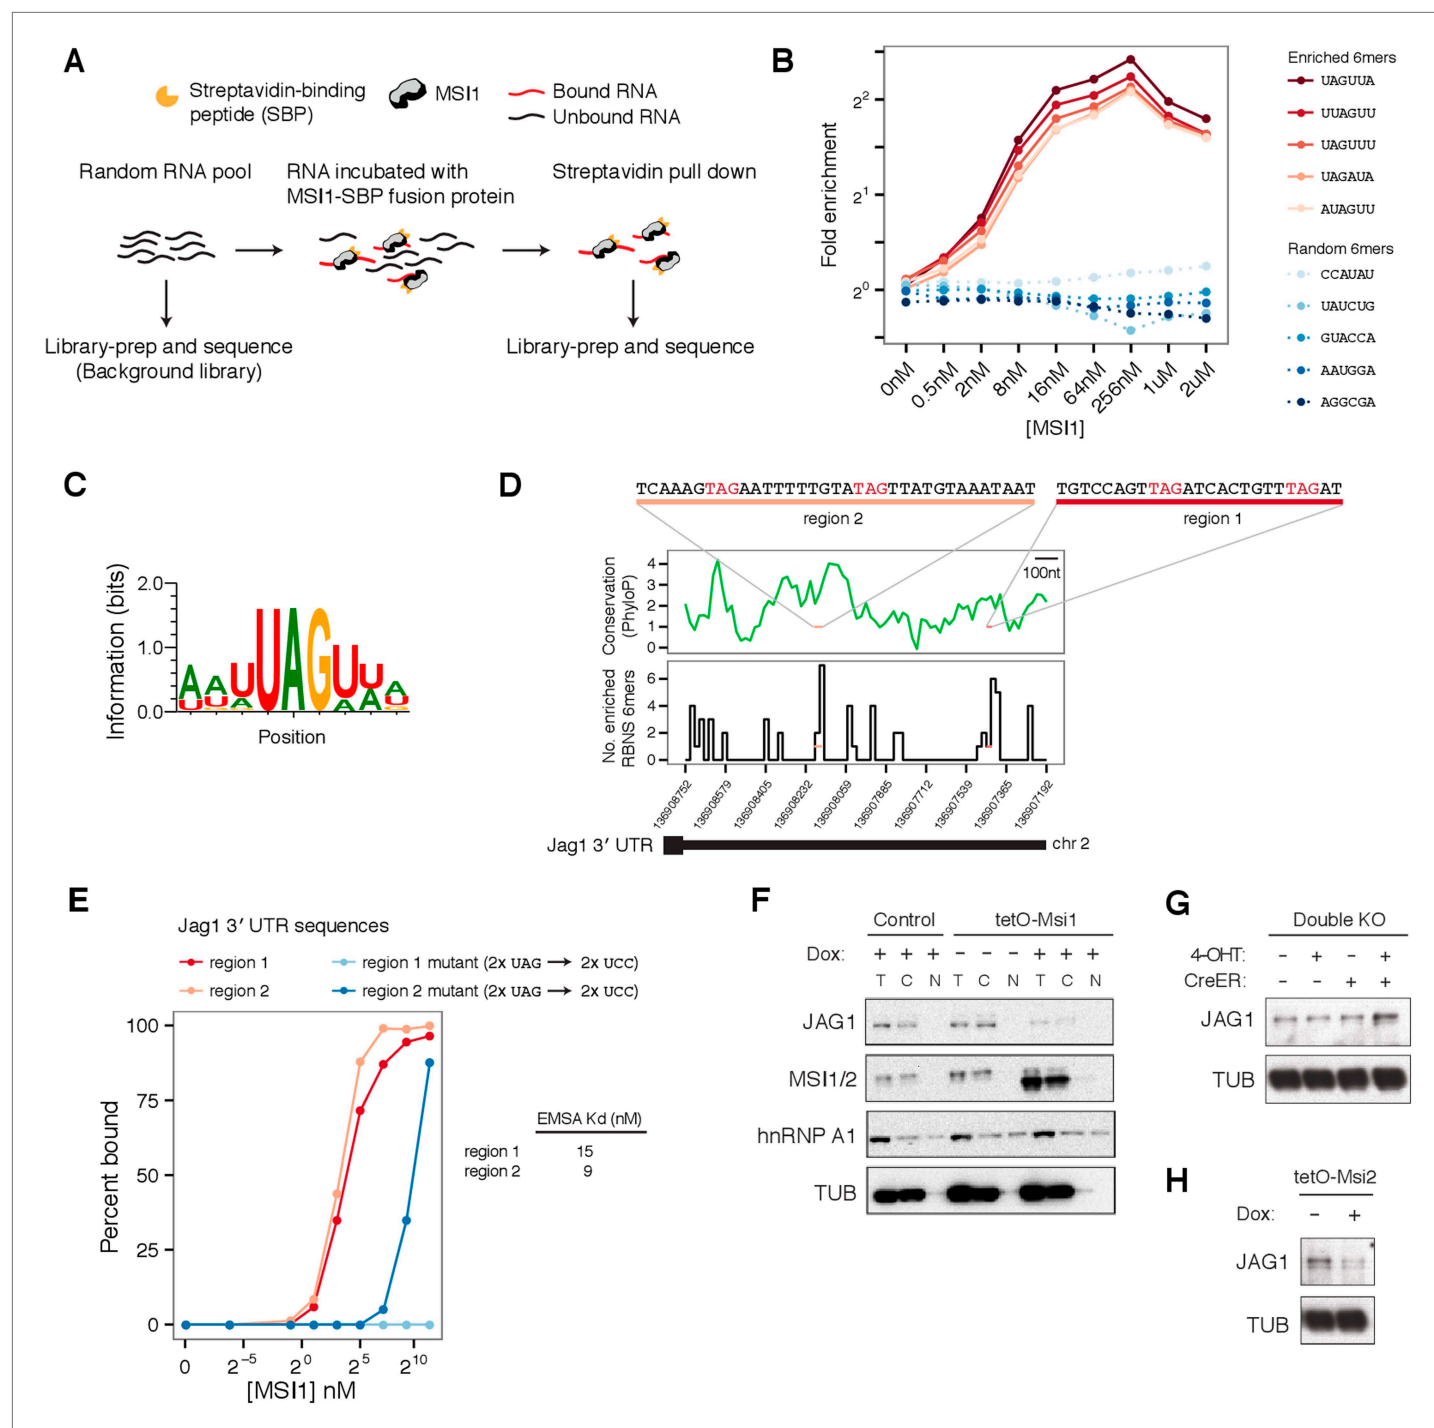 A
Streptavidin-binding
peptide (SBP)
MSI1
Bound RNA
Unbound RNA
Random RNA pool
RNA incubated with
MSI1-SBP fusion protein
Streptavidin pull down
Library-prep and sequence
(Background library)
Library-prep and sequence
B
Fold enrichment
2²
2¹
2⁰
0nM
0.5nM
2nM
8nM
16nM
64nM
256nM
1uM
2uM
[MSI1]
Enriched 6mers
UAGUUA
UUAGUU
UAGUUU
UAGAUA
AUAGUU
Random 6mers
CCAUAU
UAUCUG
GUACCA
AAUGGA
AGGCGA
C
Information (bits)
2.0
1.0
0.0
Position
D
TCAAAGTAGAATTTTTGTATAGTTATGTAAATAAT
region 2
TGTCCAGTTAGATCACTGTTTAGAT
region 1
100nt
Conservation
(PhyloP)
4
3
2
1
0
No. enriched
RBNS 6mers
6
4
2
0
136908752
136908579
136908405
136908232
136908059
136907885
136907712
136907539
136907365
136907192
Jag1 3′ UTR
chr 2
E
Jag1 3′ UTR sequences
region 1
region 2
region 1 mutant (2x UAG → 2x UCC)
region 2 mutant (2x UAG → 2x UCC)
Percent bound
100
75
50
25
0
0
2⁻⁵
2⁰
2⁵
2¹⁰
[MSI1] nM
EMSA Kd (nM)
region 1 15
region 2 9
F
Control tetO-Msi1
Dox: + + + – – – + + +
T C N T C N T C N
JAG1
MSI1/2
hnRNP A1
TUB
G
Double KO
4-OHT: – + – +
CreER: – – + +
JAG1
TUB
H
tetO-Msi2
Dox: – +
JAG1
TUB